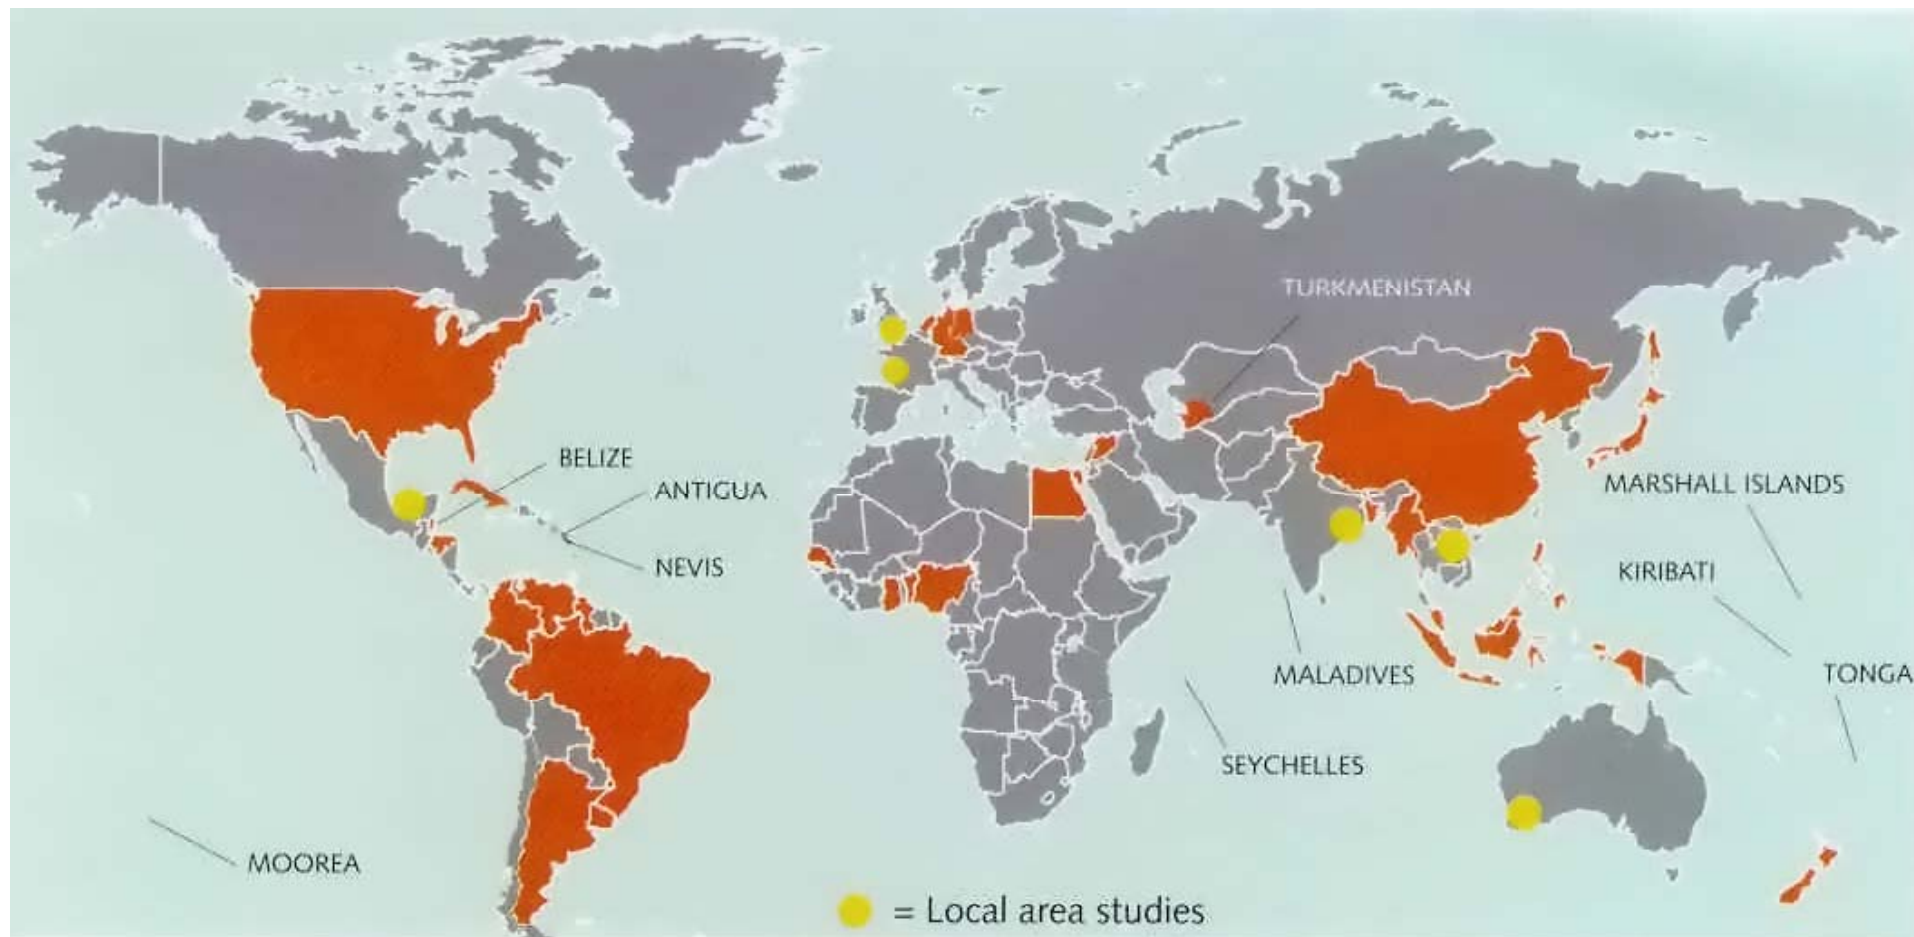 TURKMENISTAN
BELIZE
ANTIGUA
MARSHALL ISLANDS
NEVIS
KIRIBATI
MALADIVES
TONGA
SEYCHELLES
MOOREA
= Local area studies